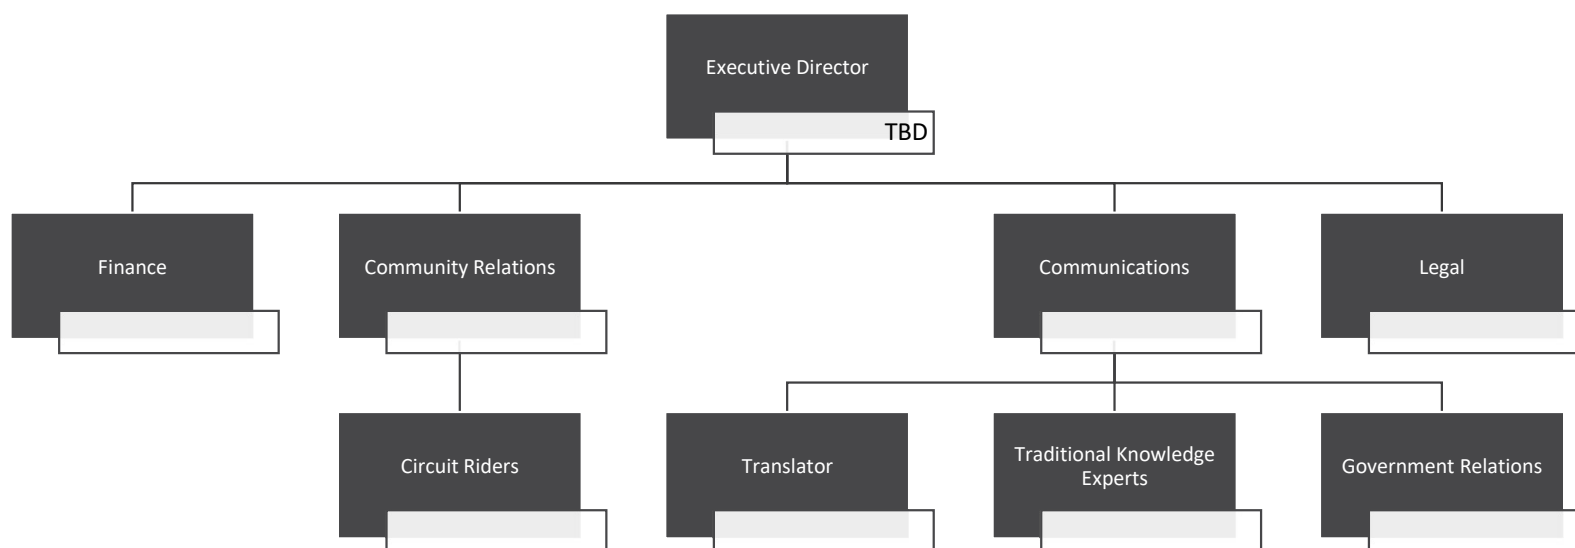 Executive Director
TBD
Finance
Community Relations
Communications
Legal
Circuit Riders
Translator
Traditional Knowledge
Experts
Government Relations